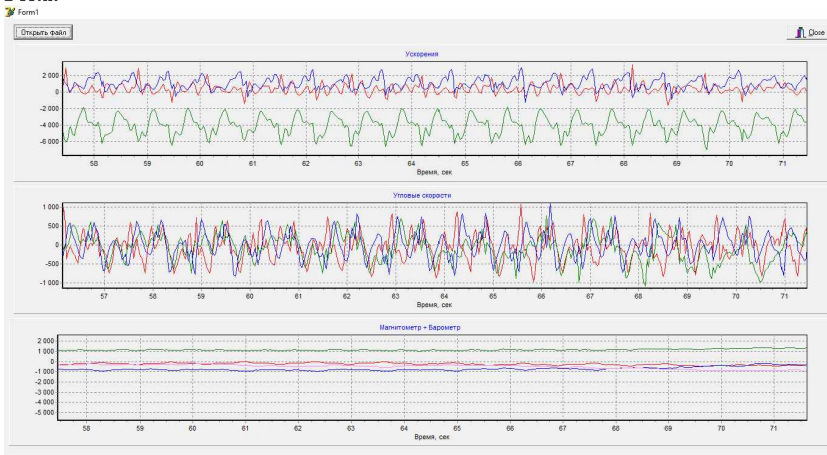 Form1
Открыть файл
Close
Ускорения
2 000
0
-2 000
-4 000
-6 000
58 59 60 61 62 63 64 65 66 67 68 69 70 71
Время, сек
Угловые скорости
1 000
500
0
-500
-1 000
57 58 59 60 61 62 63 64 65 66 67 68 69 70 71
Время, сек
Магнитометр + Барометр
2 000
1 000
0
-1 000
-2 000
-3 000
-4 000
-5 000
58 59 60 61 62 63 64 65 66 67 68 69 70 71
Время, сек